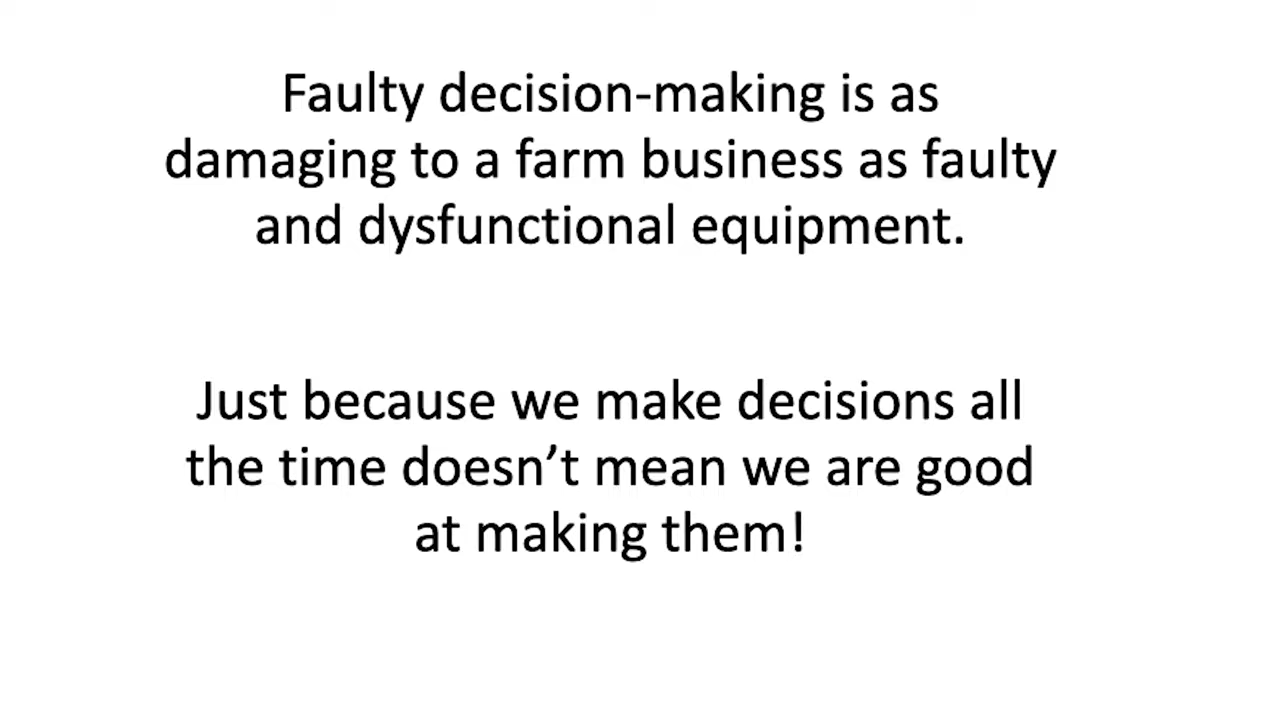 Faulty decision-making is as
damaging to a farm business as faulty
and dysfunctional equipment.
Just because we make decisions all
the time doesn’t mean we are good
at making them!